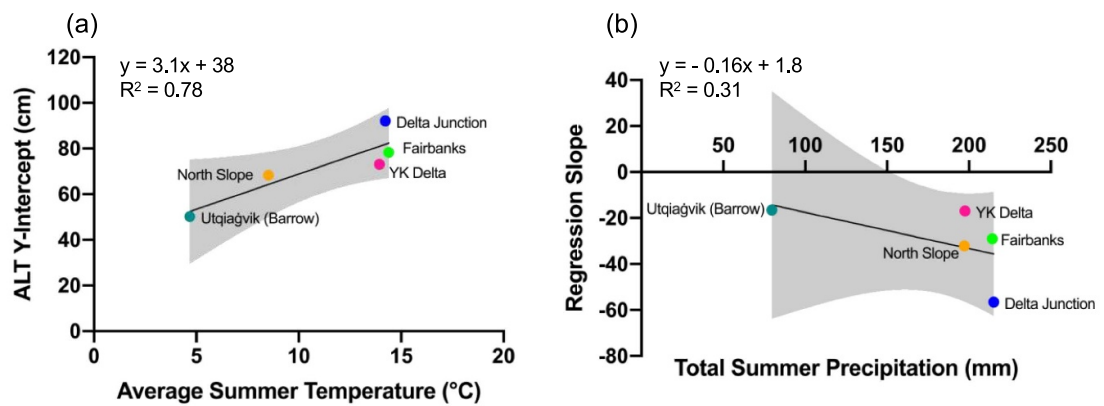 (a)
y = 3.1x + 38
R² = 0.78
120
100
80
60
40
20
0
ALT Y-Intercept (cm)
Delta Junction
Fairbanks
YK Delta
North Slope
Utqiaġvik (Barrow)
0 5 10 15 20
Average Summer Temperature (°C)
(b)
y = - 0.16x + 1.8
R² = 0.31
40
20
0
-20
-40
-60
-80
Regression Slope
50 100 150 200 250
Utqiaġvik (Barrow)
YK Delta
Fairbanks
North Slope
Delta Junction
Total Summer Precipitation (mm)